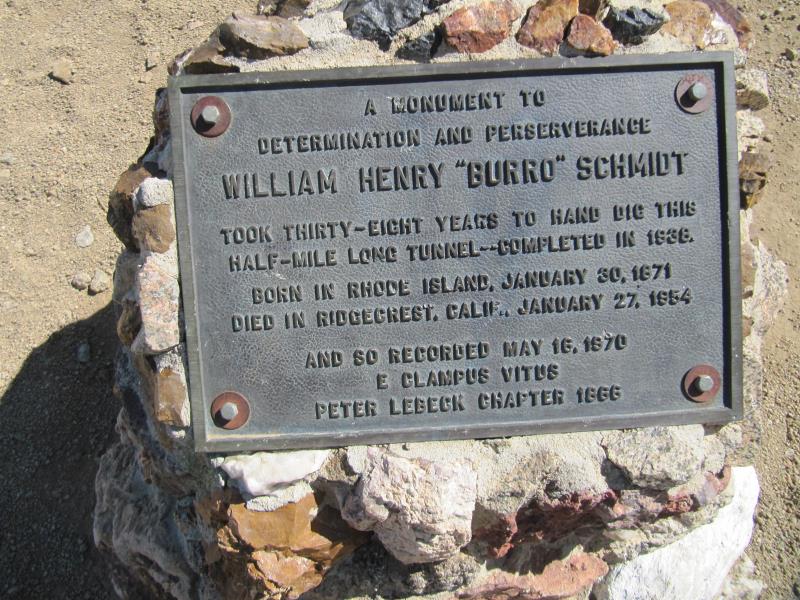 A MONUMENT TO
DETERMINATION AND PERSERVERANCE
WILLIAM HENRY "BURRO" SCHMIDT
TOOK THIRTY-EIGHT YEARS TO HAND DIG THIS
HALF-MILE LONG TUNNEL--COMPLETED IN 1938.
BORN IN RHODE ISLAND, JANUARY 30, 1871
DIED IN RIDGECREST, CALIF., JANUARY 27, 1954
AND SO RECORDED MAY 16, 1970
E CLAMPUS VITUS
PETER LEBECK CHAPTER 1866